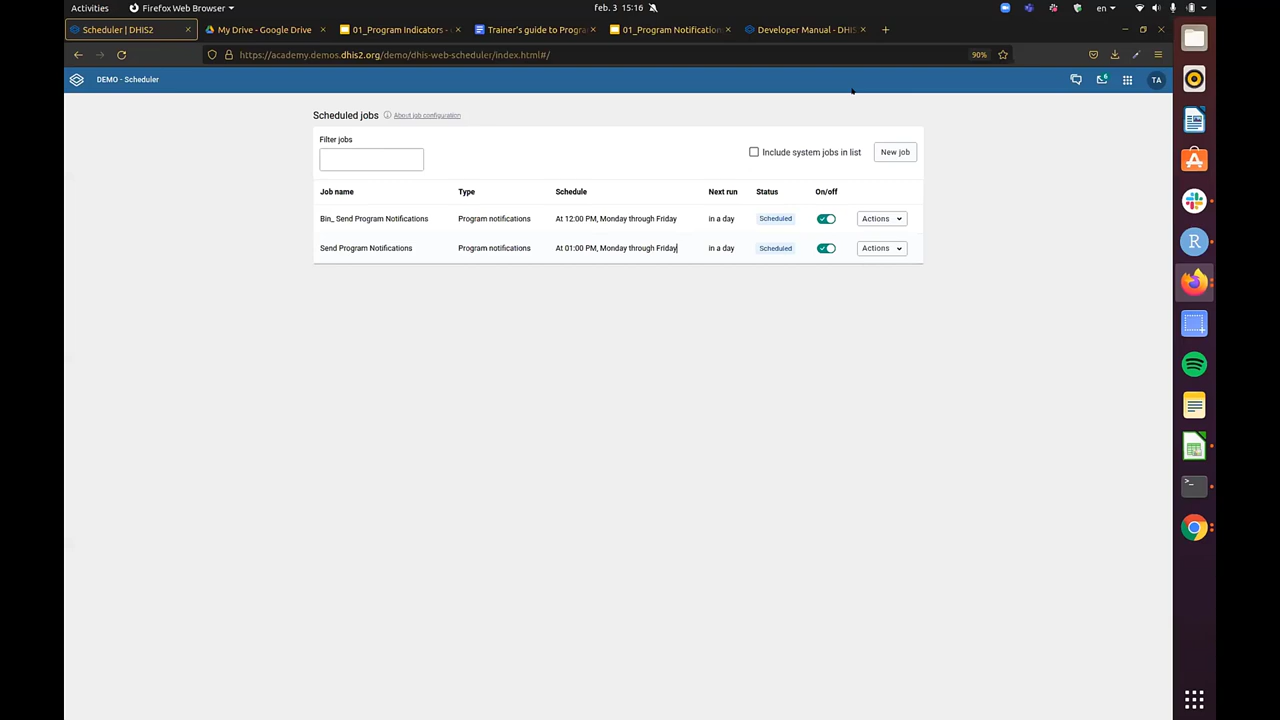 Activities
Firefox Web Browser
feb. 3 15:16
en
Scheduler | DHIS2
My Drive - Google Drive
01_Program Indicators -
Trainer's guide to Progra
01_Program Notification
Developer Manual - DHIS
https://academy.demos.dhis2.org/demo/dhis-web-scheduler/index.html#/
90%
DEMO - Scheduler
TA
Scheduled jobs
About job configuration
Filter jobs
Include system jobs in list
New job
Job name Type Schedule Next run Status On/off
Bin_ Send Program Notifications Program notifications At 12:00 PM, Monday through Friday in a day Scheduled Actions
Send Program Notifications Program notifications At 01:00 PM, Monday through Friday in a day Scheduled Actions